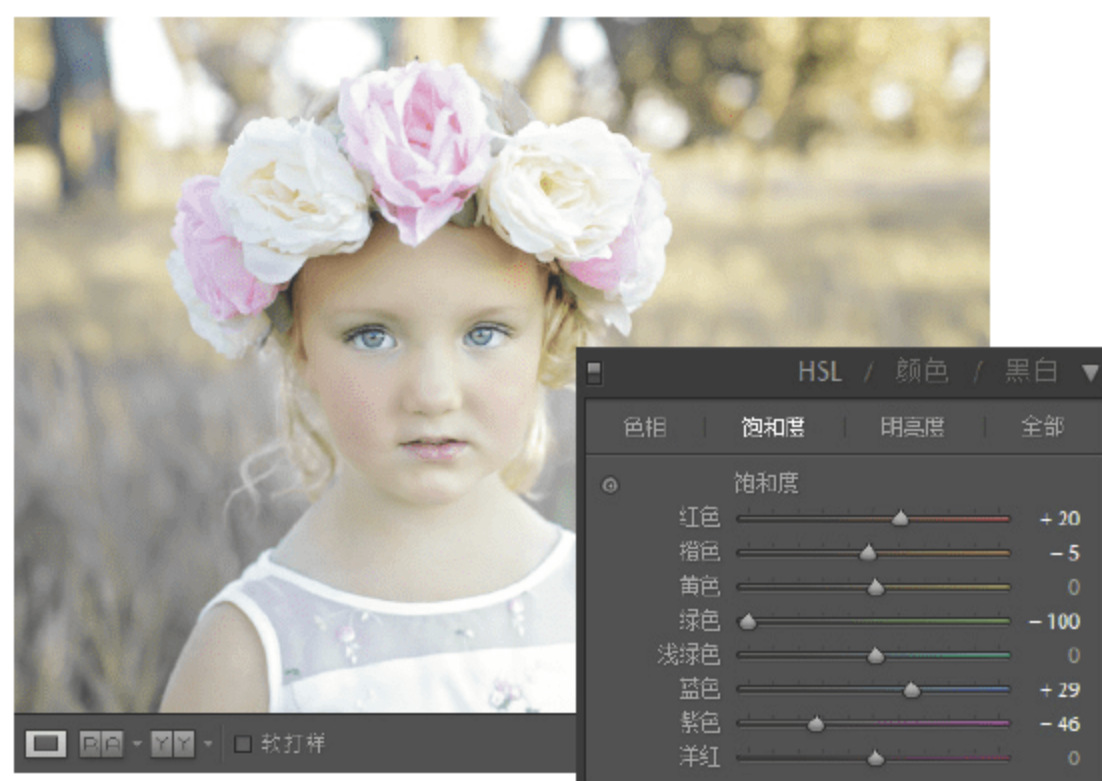 HSL / 颜色 / 黑白
色相 | 饱和度 | 明亮度 | 全部
饱和度
红色 + 20
橙色 – 5
黄色 0
绿色 – 100
浅绿色 0
蓝色 + 29
紫色 – 46
洋红 0
RA YY 软打样